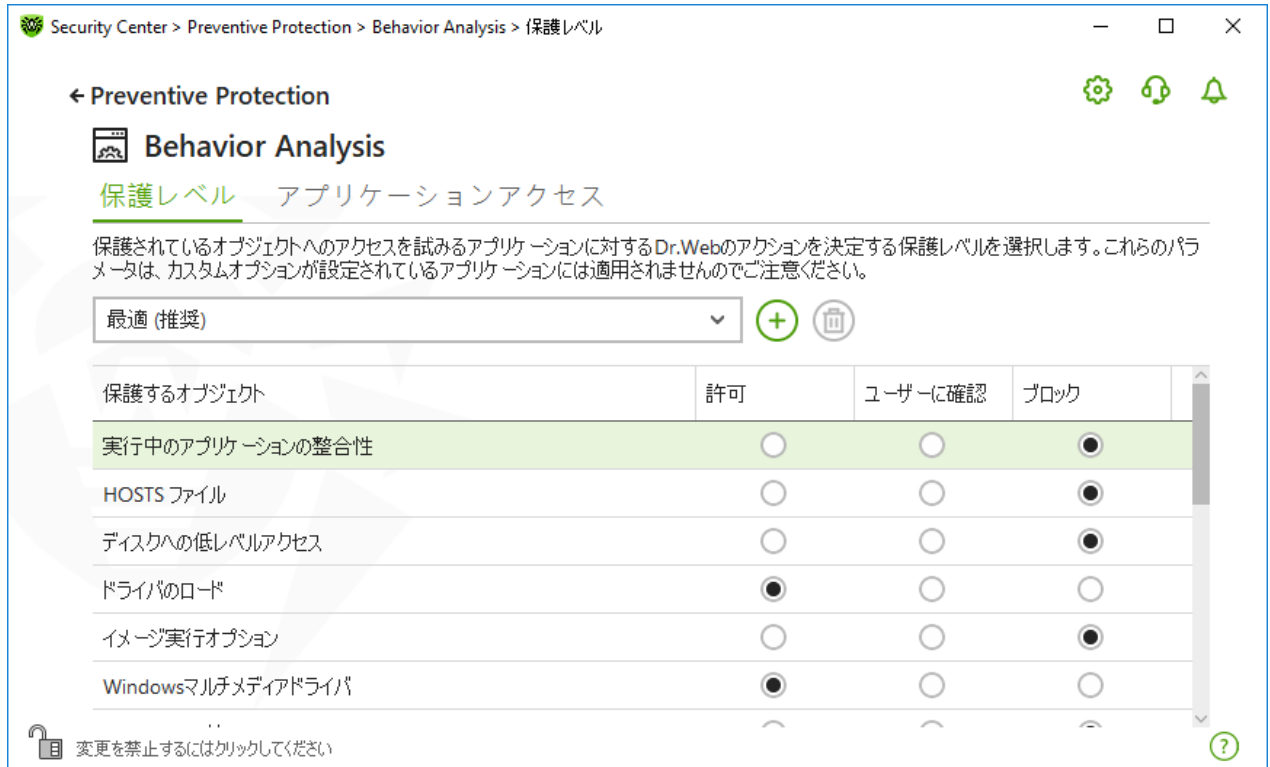 Security Center > Preventive Protection > Behavior Analysis > 保護レベル
Preventive Protection
Behavior Analysis
保護レベル アプリケーションアクセス
保護されているオブジェクトへのアクセスを試みるアプリケーションに対するDr.Webのアクションを決定する保護レベルを選択します。これらのパラ
メータは、カスタムオプションが設定されているアプリケーションには適用されませんのでご注意ください。
最適 (推奨)
保護するオブジェクト 許可 ユーザーに確認 ブロック
実行中のアプリケーションの整合性
HOSTS ファイル
ディスクへの低レベルアクセス
ドライバのロード
イメージ実行オプション
Windowsマルチメディアドライバ
変更を禁止するにはクリックしてください
?